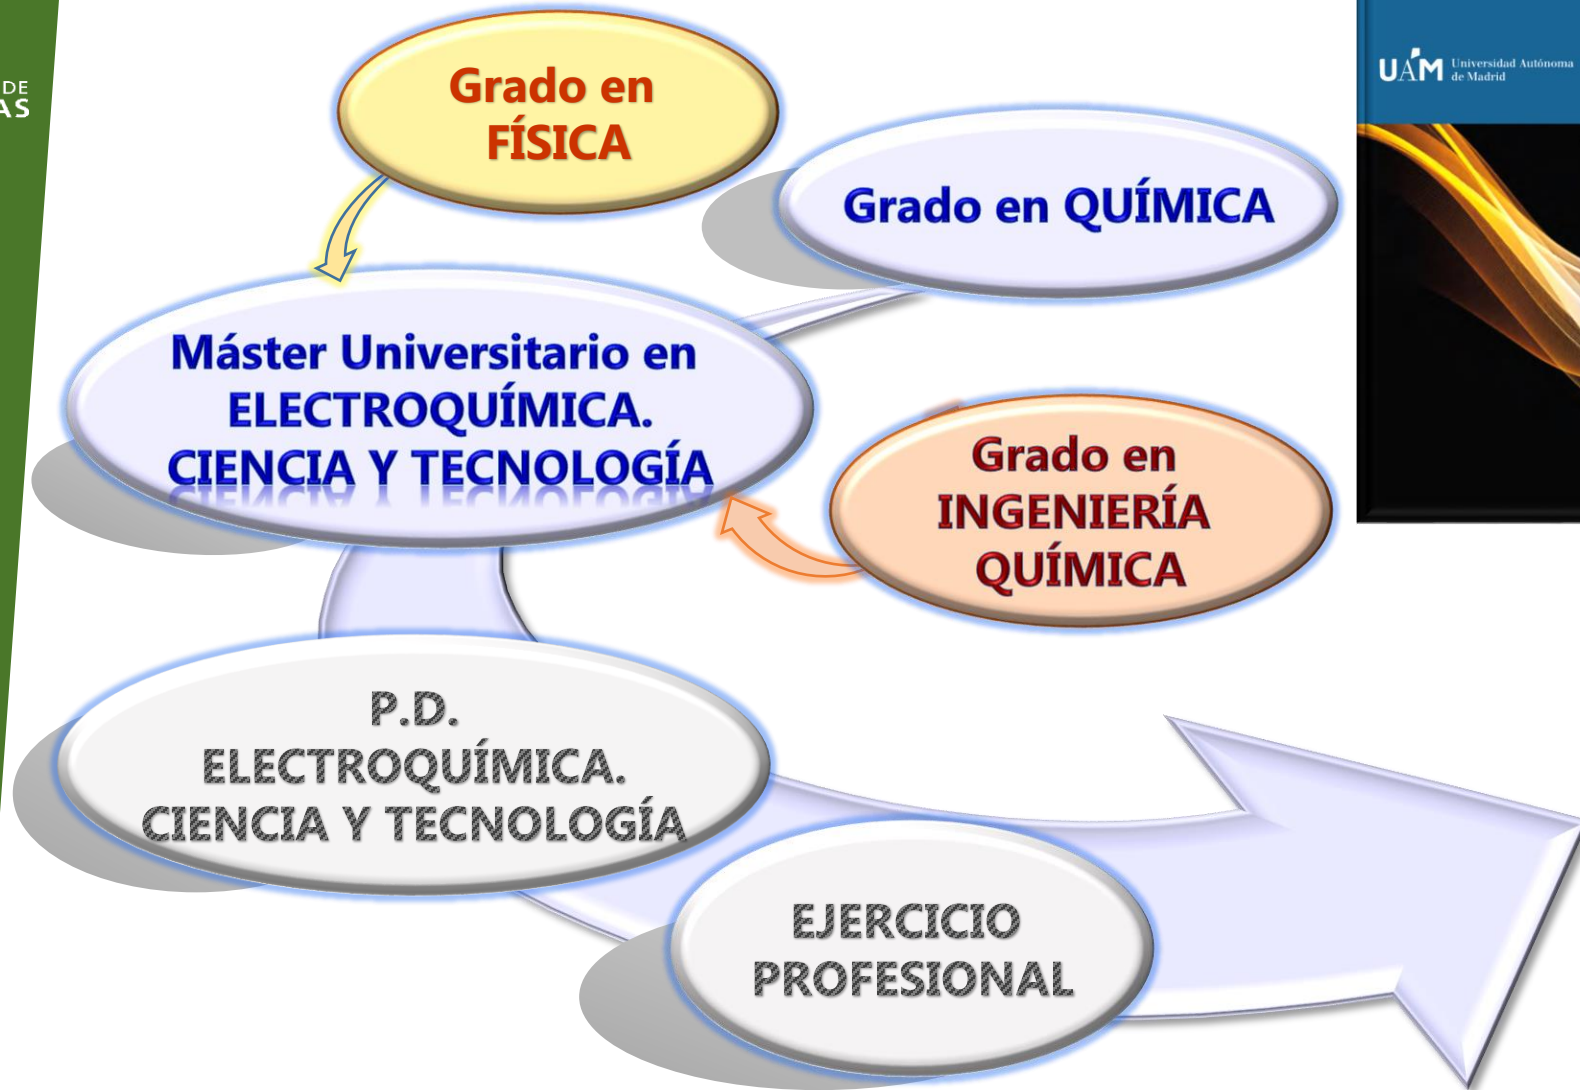 DE
AS
Grado en
FÍSICA
UAM Universidad Autónoma
de Madrid
Grado en QUÍMICA
Máster Universitario en
ELECTROQUÍMICA.
CIENCIA Y TECNOLOGÍA
Grado en
INGENIERÍA
QUÍMICA
P.D.
ELECTROQUÍMICA.
CIENCIA Y TECNOLOGÍA
EJERCICIO
PROFESIONAL